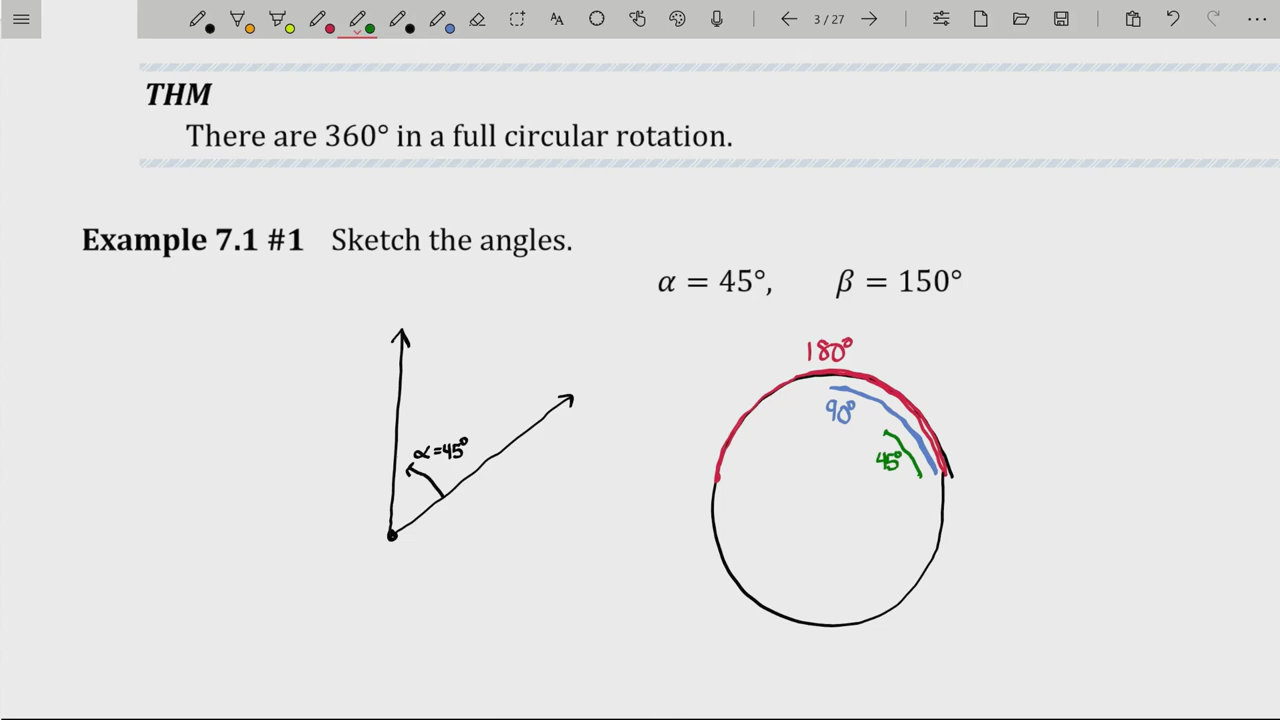 3 / 27
THM
There are 360° in a full circular rotation.
Example 7.1 #1 Sketch the angles.
α = 45°, β = 150°
180°
90°
α=45°
45°